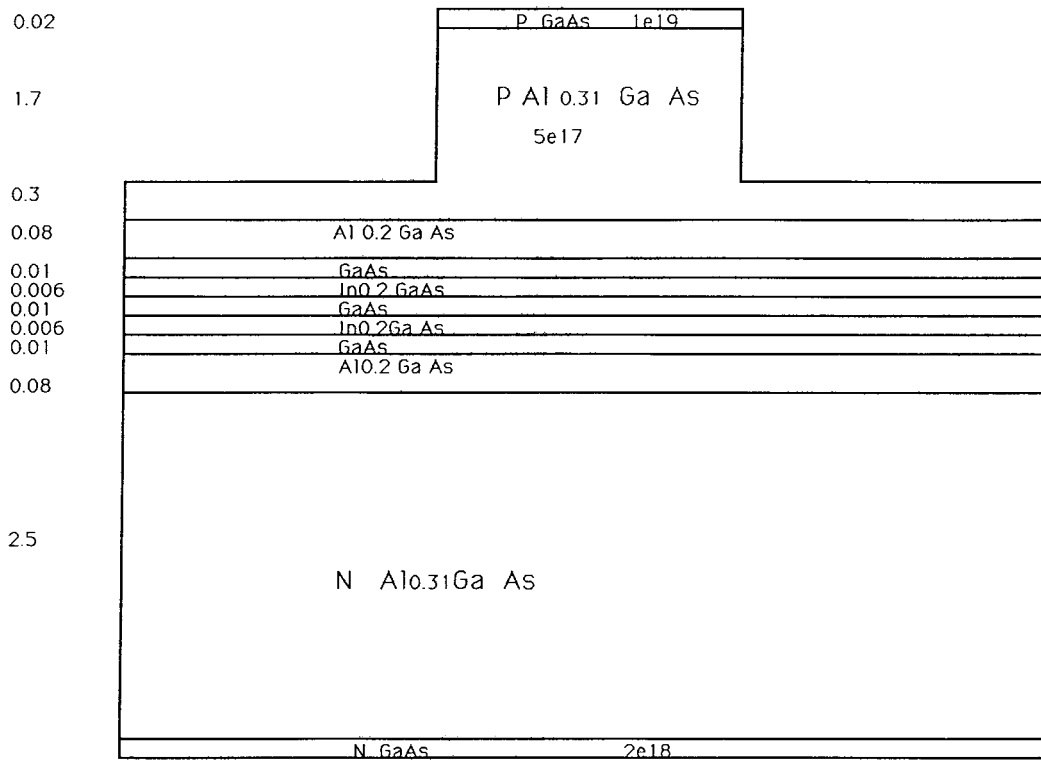 0.02 P GaAs 1e19
1.7 P Al 0.31 Ga As
5e17
0.3
0.08 Al 0.2 Ga As
0.01 GaAs
0.006 In0.2 GaAs
0.01 GaAs
0.006 In0.2Ga As
0.01 GaAs
Al0.2 Ga As
0.08
2.5
N Al0.31Ga As
N GaAs 2e18